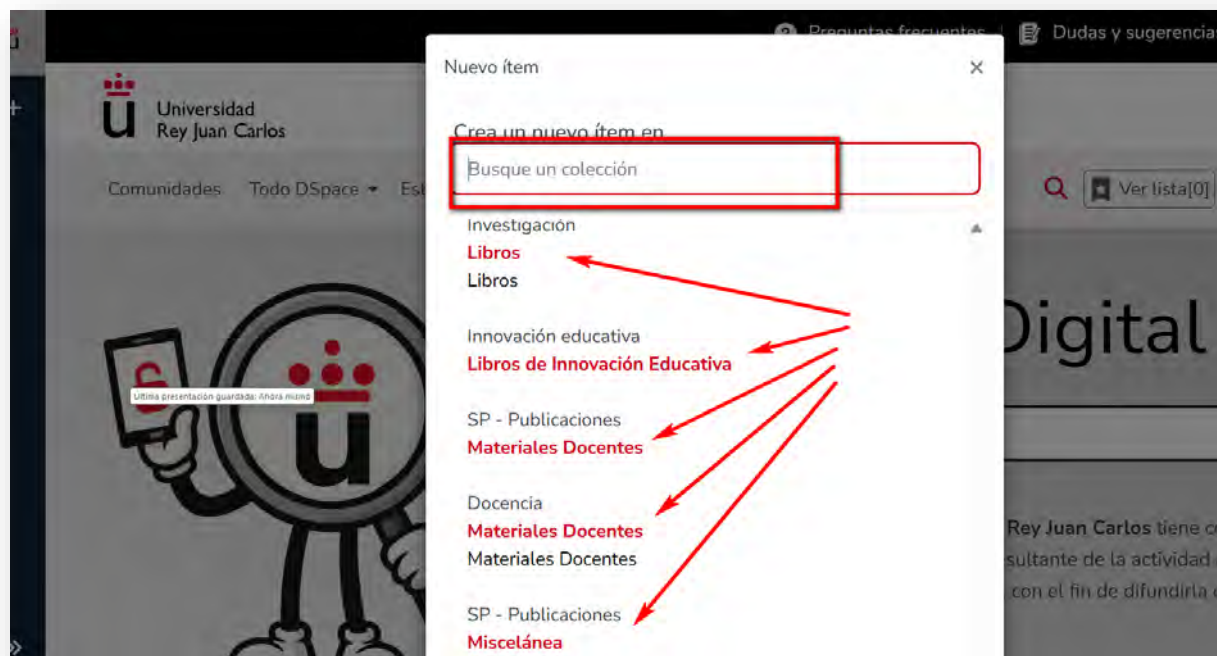 Preguntas frecuentes
Dudas y sugerencias
Universidad
Rey Juan Carlos
Comunidades
Todo DSpace
Est
Ver lista[0]
Nuevo ítem
×
Crea un nuevo ítem en
Busque un colección
Investigación
Libros
Libros
Innovación educativa
Libros de Innovación Educativa
SP - Publicaciones
Materiales Docentes
Docencia
Materiales Docentes
Materiales Docentes
SP - Publicaciones
Miscelánea
Última presentación guardada: Ahora mismo
Digital
Rey Juan Carlos tiene c
sultante de la actividad
con el fin de difundirla